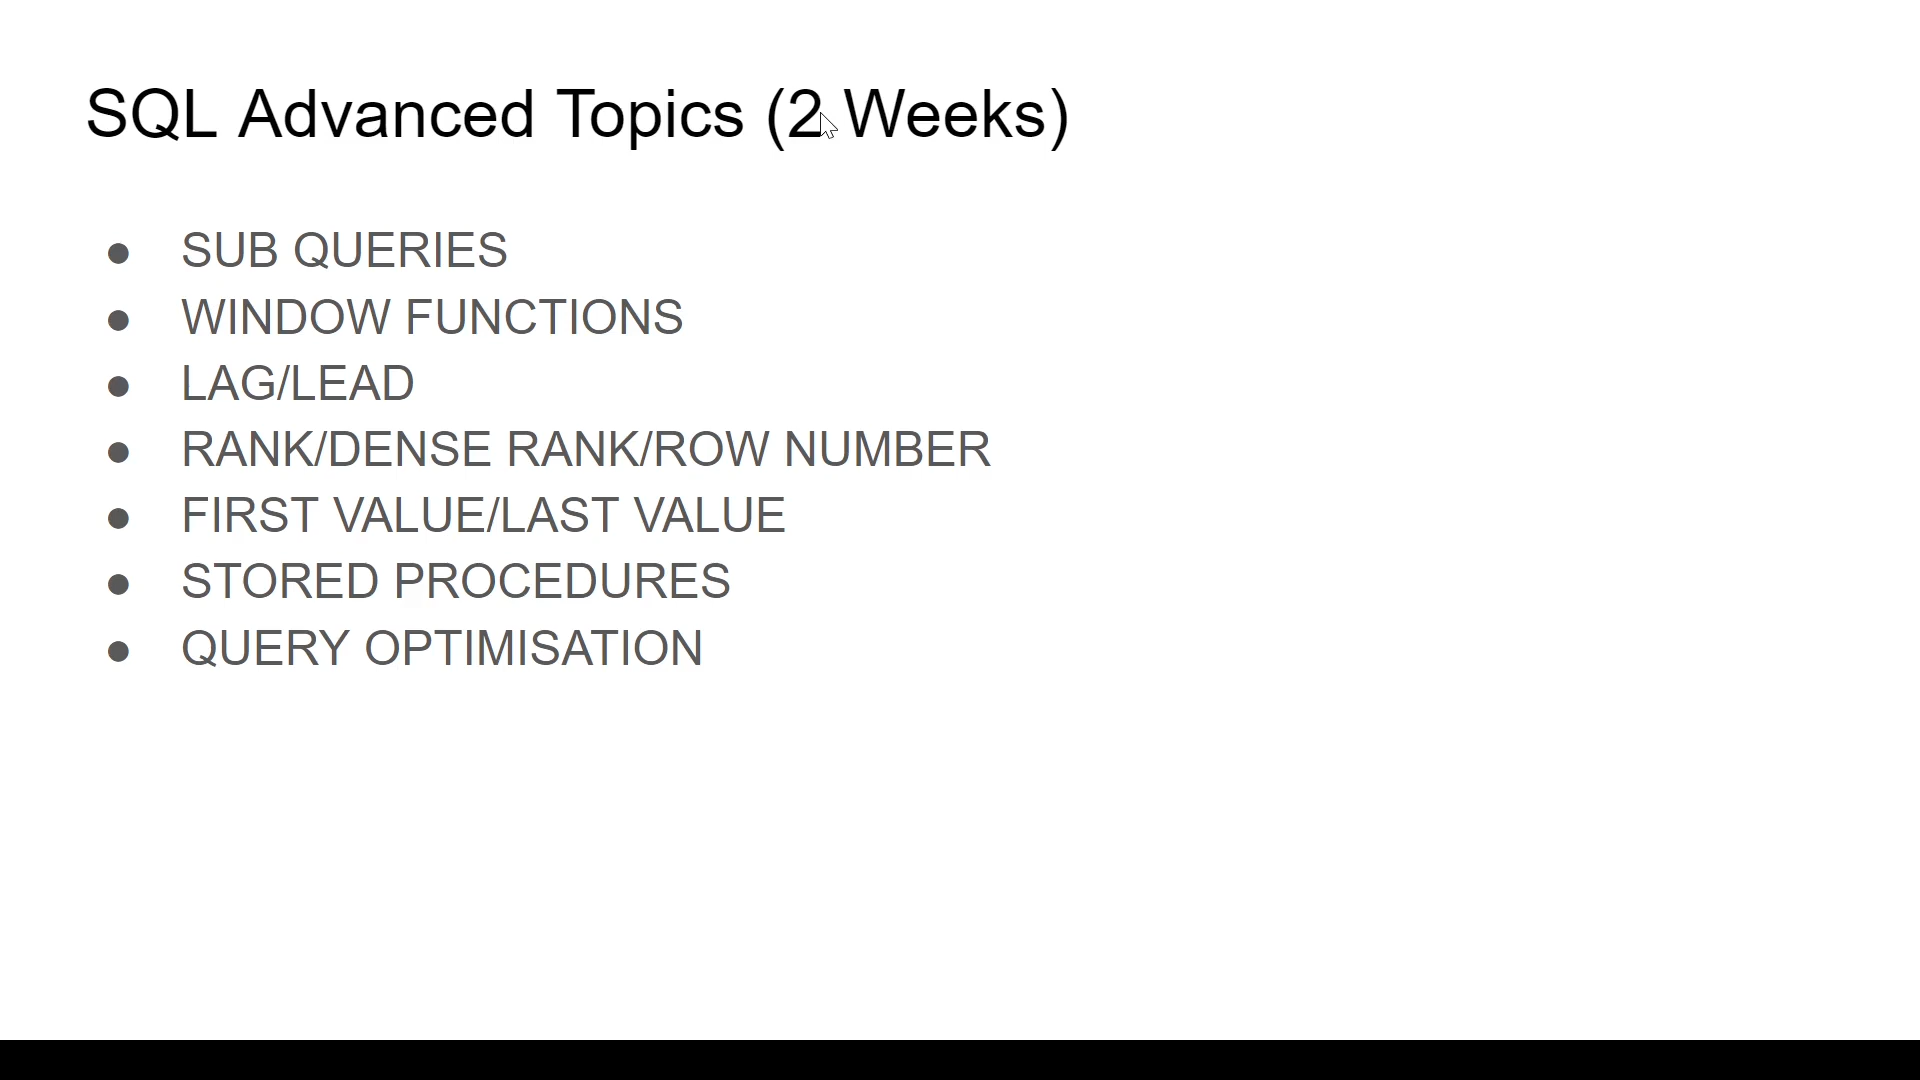 SQL Advanced Topics (2 Weeks)
● SUB QUERIES
● WINDOW FUNCTIONS
● LAG/LEAD
● RANK/DENSE RANK/ROW NUMBER
● FIRST VALUE/LAST VALUE
● STORED PROCEDURES
● QUERY OPTIMISATION